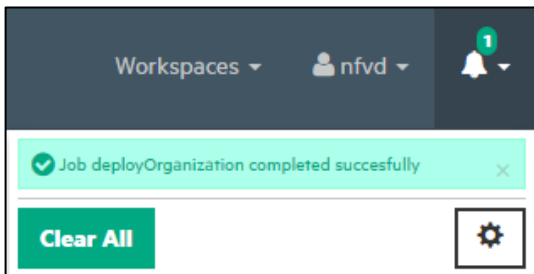 1
Workspaces nfvd
Job deployOrganization completed succesfully ×
Clear All